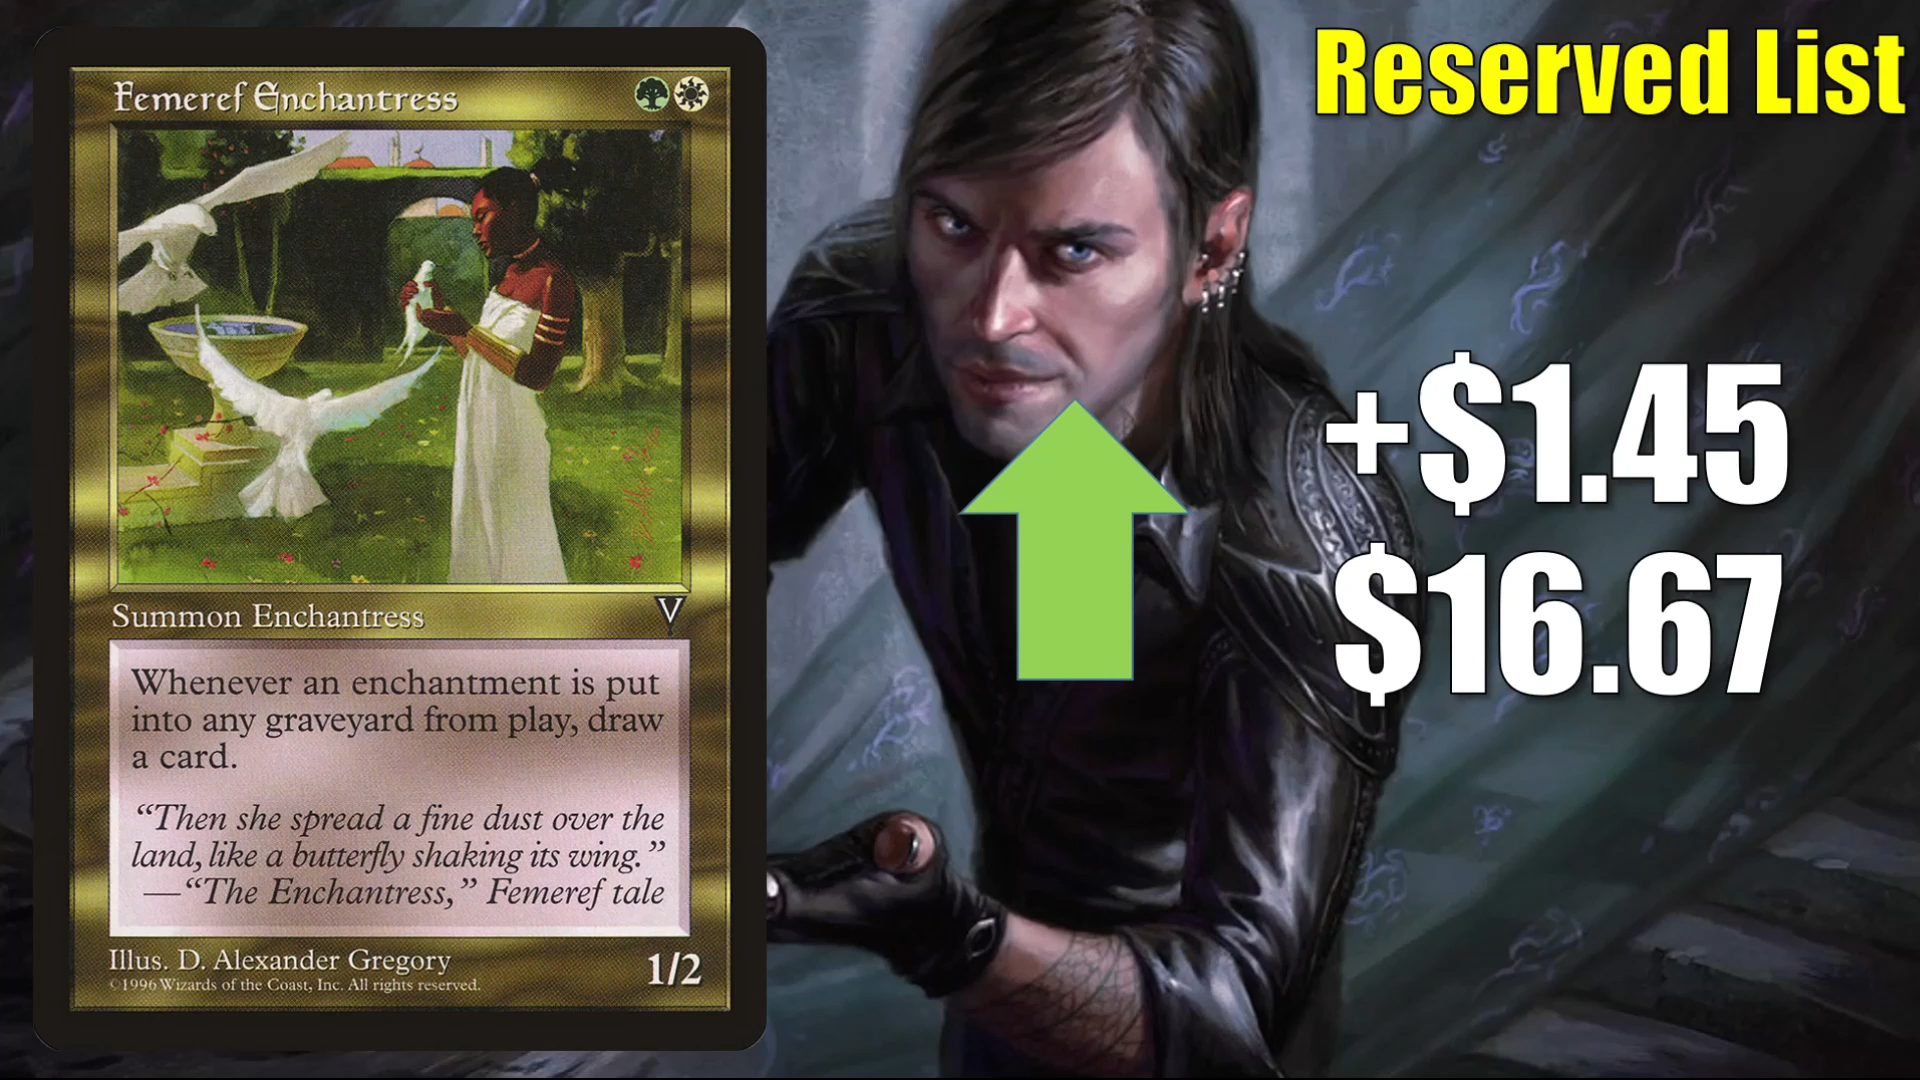 Femeref Enchantress
Reserved List
+$1.45
$16.67
Summon Enchantress
V
Whenever an enchantment is put
into any graveyard from play, draw
a card.
“Then she spread a fine dust over the
land, like a butterfly shaking its wing.”
—“The Enchantress,” Femeref tale
Illus. D. Alexander Gregory
©1996 Wizards of the Coast, Inc. All rights reserved.
1/2